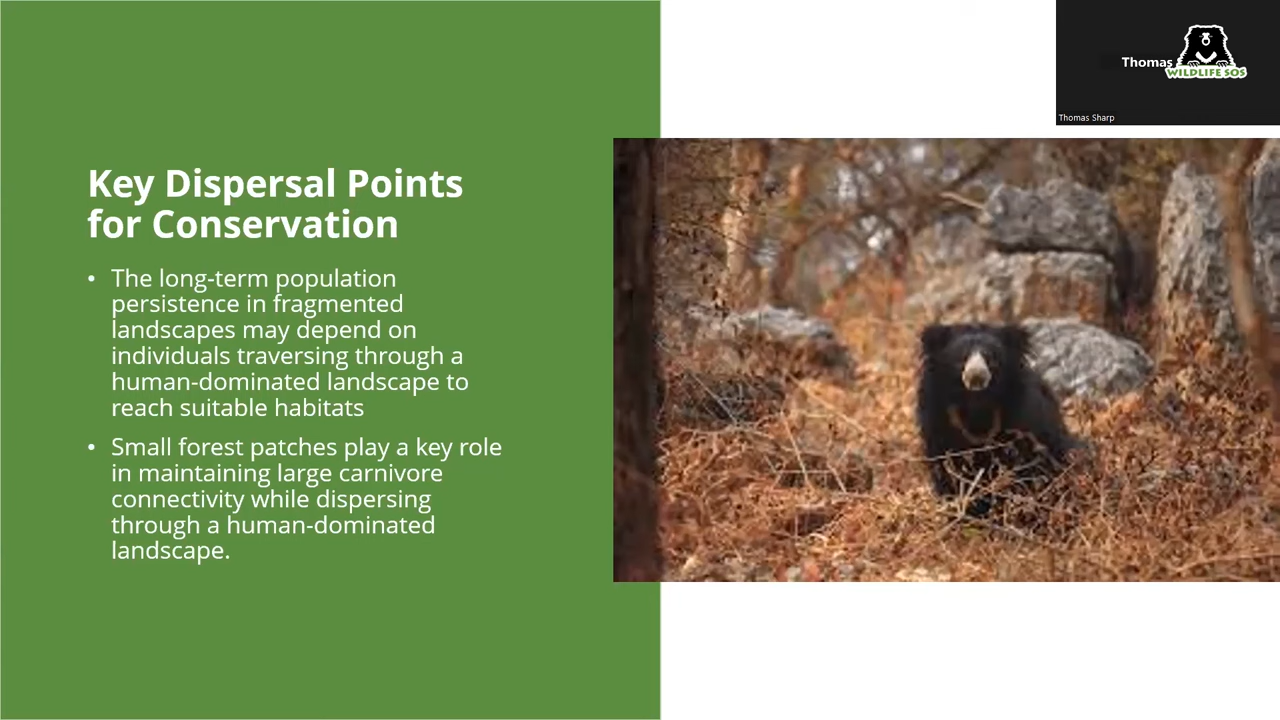 Key Dispersal Points
for Conservation
• The long-term population
persistence in fragmented
landscapes may depend on
individuals traversing through a
human-dominated landscape to
reach suitable habitats
• Small forest patches play a key role
in maintaining large carnivore
connectivity while dispersing
through a human-dominated
landscape.
Thomas
WILDLIFE SOS
Thomas Sharp